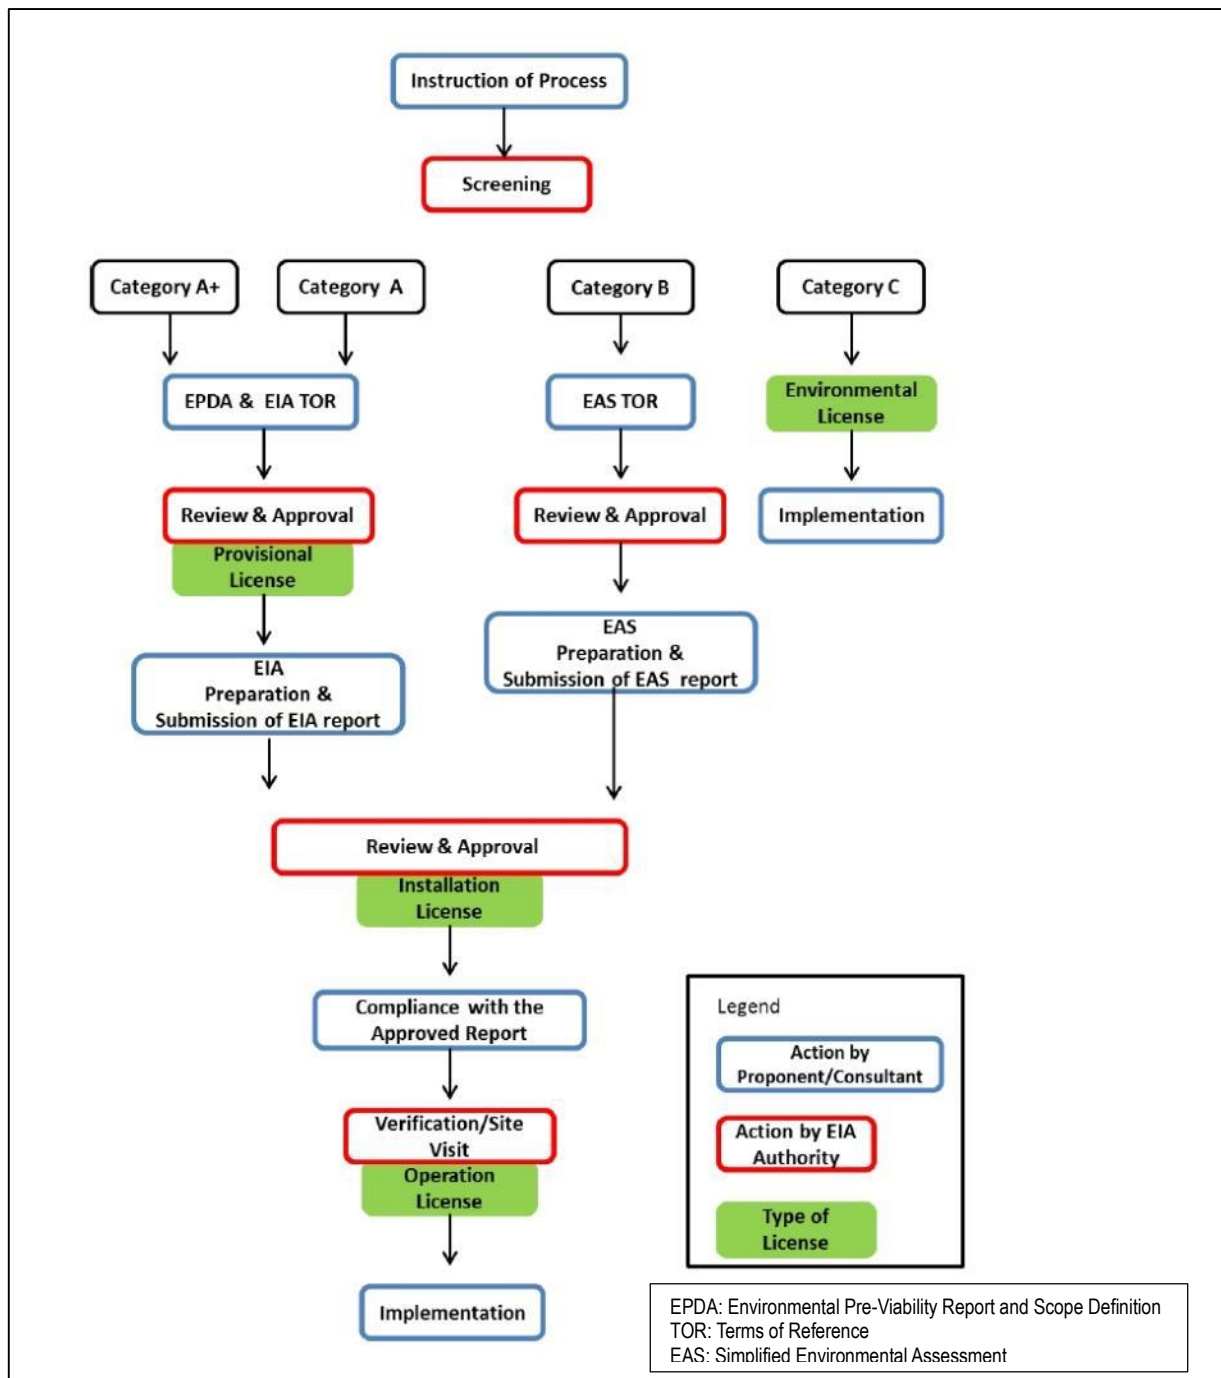 Instruction of Process
Screening
Category A+
Category A
Category B
Category C
EPDA & EIA TOR
EAS TOR
Environmental
License
Review & Approval
Provisional
License
Review & Approval
Implementation
EIA
Preparation &
Submission of EIA report
EAS
Preparation &
Submission of EAS report
Review & Approval
Installation
License
Compliance with the
Approved Report
Verification/Site
Visit
Operation
License
Implementation
Legend
Action by
Proponent/Consultant
Action by EIA
Authority
Type of
License
EPDA: Environmental Pre-Viability Report and Scope Definition
TOR: Terms of Reference
EAS: Simplified Environmental Assessment